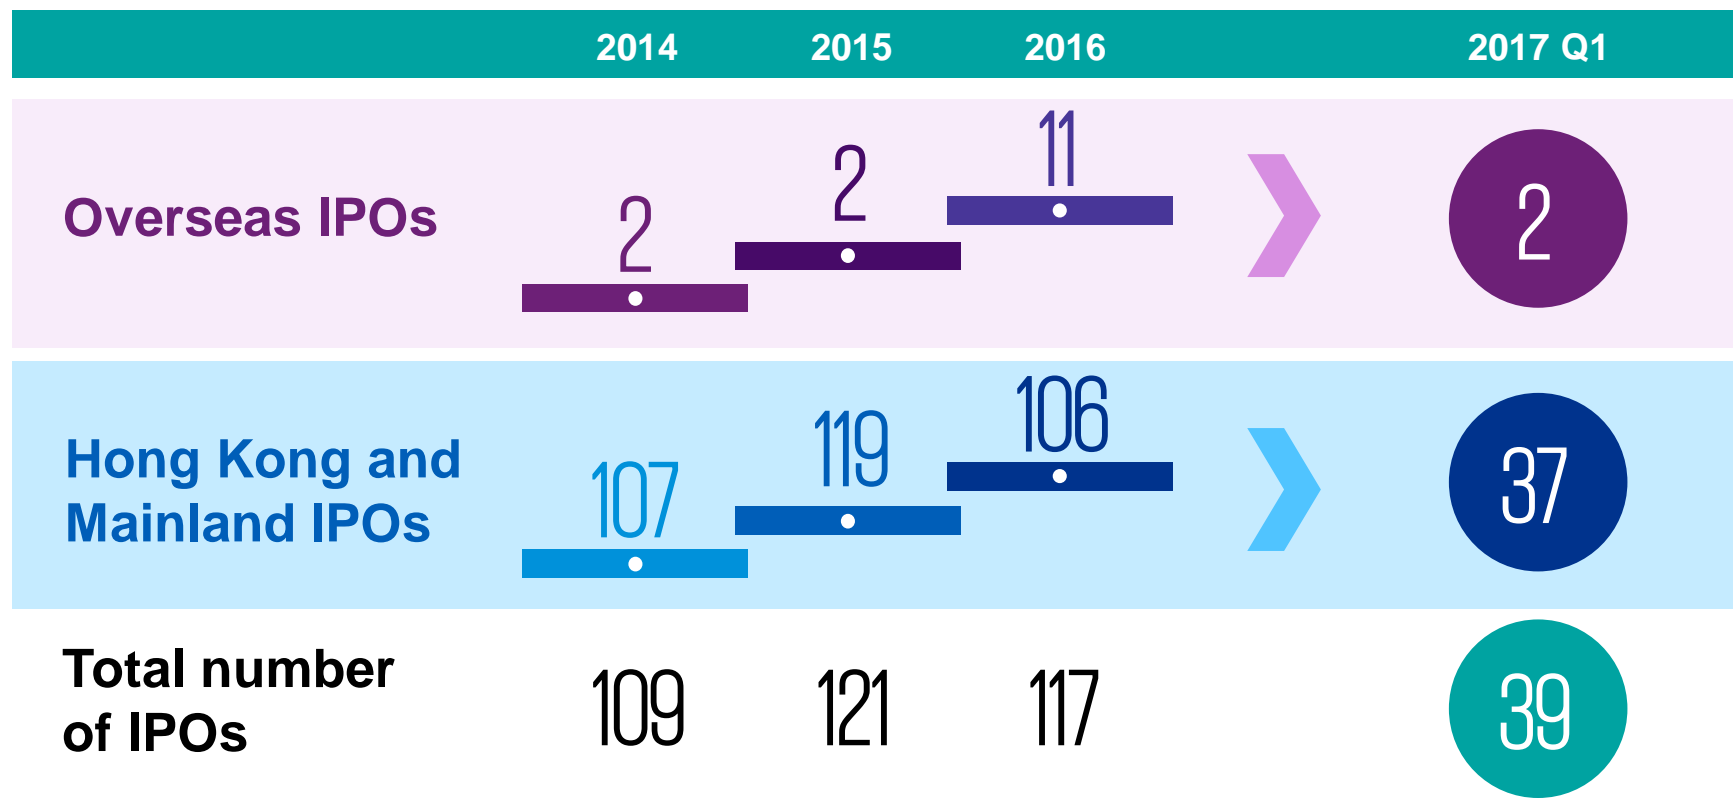 2014 2015 2016 2017 Q1
Overseas IPOs 2 2 11 2
Hong Kong and
Mainland IPOs 107 119 106 37
Total number
of IPOs 109 121 117 39